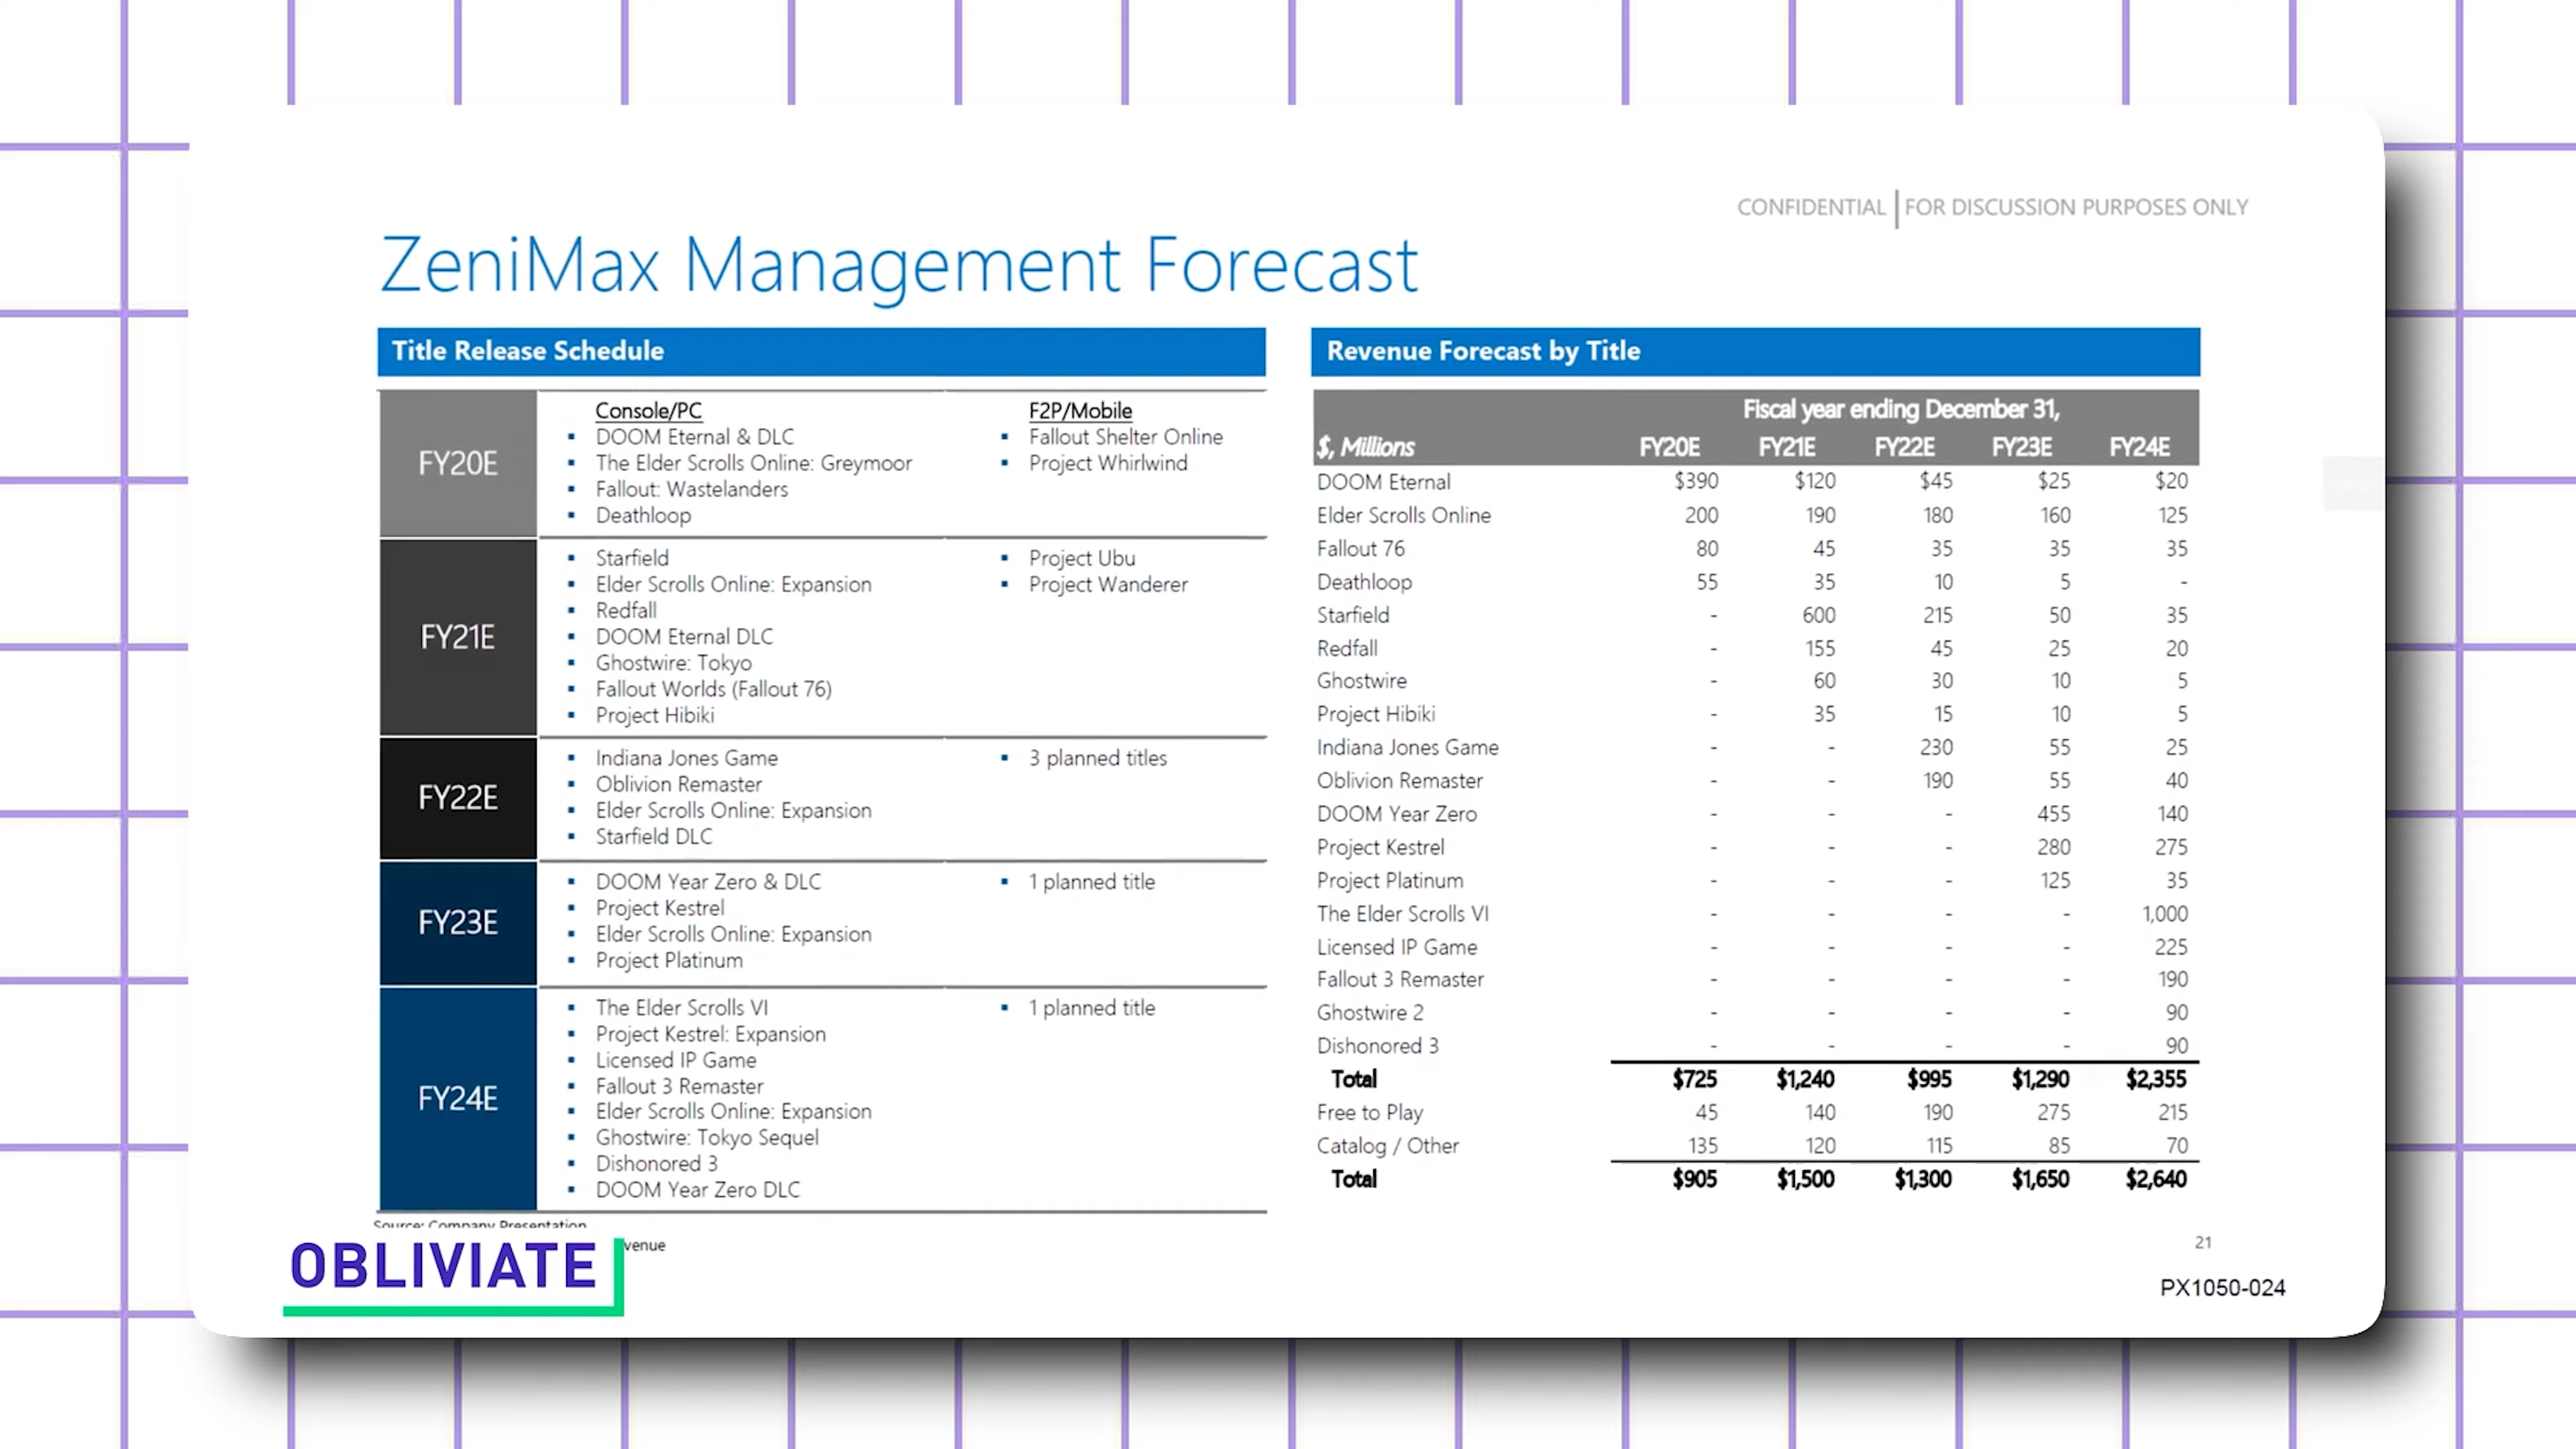 CONFIDENTIAL | FOR DISCUSSION PURPOSES ONLY
ZeniMax Management Forecast
Title Release Schedule
FY20E
Console/PC
▪ DOOM Eternal & DLC
▪ The Elder Scrolls Online: Greymoor
▪ Fallout: Wastelanders
▪ Deathloop
F2P/Mobile
▪ Fallout Shelter Online
▪ Project Whirlwind
FY21E
▪ Starfield
▪ Elder Scrolls Online: Expansion
▪ Redfall
▪ DOOM Eternal DLC
▪ Ghostwire: Tokyo
▪ Fallout Worlds (Fallout 76)
▪ Project Hibiki
▪ Project Ubu
▪ Project Wanderer
FY22E
▪ Indiana Jones Game
▪ Oblivion Remaster
▪ Elder Scrolls Online: Expansion
▪ Starfield DLC
▪ 3 planned titles
FY23E
▪ DOOM Year Zero & DLC
▪ Project Kestrel
▪ Elder Scrolls Online: Expansion
▪ Project Platinum
▪ 1 planned title
FY24E
▪ The Elder Scrolls VI
▪ Project Kestrel: Expansion
▪ Licensed IP Game
▪ Fallout 3 Remaster
▪ Elder Scrolls Online: Expansion
▪ Ghostwire: Tokyo Sequel
▪ Dishonored 3
▪ DOOM Year Zero DLC
▪ 1 planned title
Revenue Forecast by Title
Fiscal year ending December 31,
$, Millions FY20E FY21E FY22E FY23E FY24E
DOOM Eternal $390 $120 $45 $25 $20
Elder Scrolls Online 200 190 180 160 125
Fallout 76 80 45 35 35 35
Deathloop 55 35 10 5 -
Starfield - 600 215 50 35
Redfall - 155 45 25 20
Ghostwire - 60 30 10 5
Project Hibiki - 35 15 10 5
Indiana Jones Game - - 230 55 25
Oblivion Remaster - - 190 55 40
DOOM Year Zero - - - 455 140
Project Kestrel - - - 280 275
Project Platinum - - - 125 35
The Elder Scrolls VI - - - - 1,000
Licensed IP Game - - - - 225
Fallout 3 Remaster - - - - 190
Ghostwire 2 - - - - 90
Dishonored 3 - - - - 90
Total $725 $1,240 $995 $1,290 $2,355
Free to Play 45 140 190 275 215
Catalog / Other 135 120 115 85 70
Total $905 $1,500 $1,300 $1,650 $2,640
Source: Company Presentation
venue
OBLIVIATE
21
PX1050-024